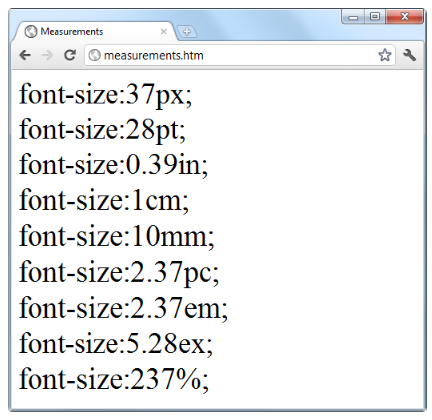 Measurements
measurements.htm
font-size:37px;
font-size:28pt;
font-size:0.39in;
font-size:1cm;
font-size:10mm;
font-size:2.37pc;
font-size:2.37em;
font-size:5.28ex;
font-size:237%;